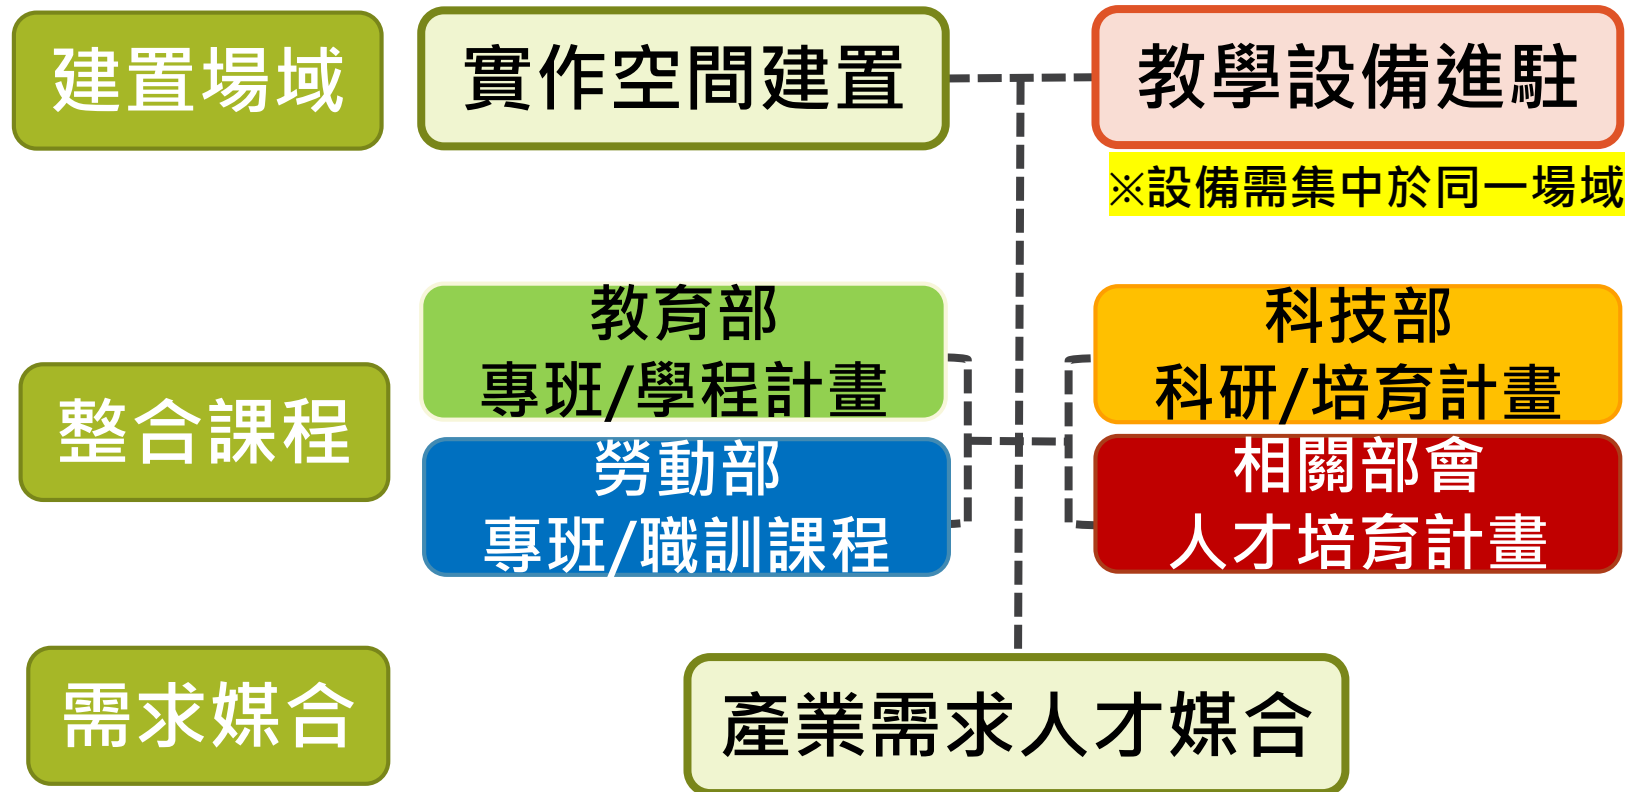 建置場域
實作空間建置
教學設備進駐
※設備需集中於同一場域
整合課程
教育部
專班/學程計畫
科技部
科研/培育計畫
勞動部
專班/職訓課程
相關部會
人才培育計畫
需求媒合
產業需求人才媒合